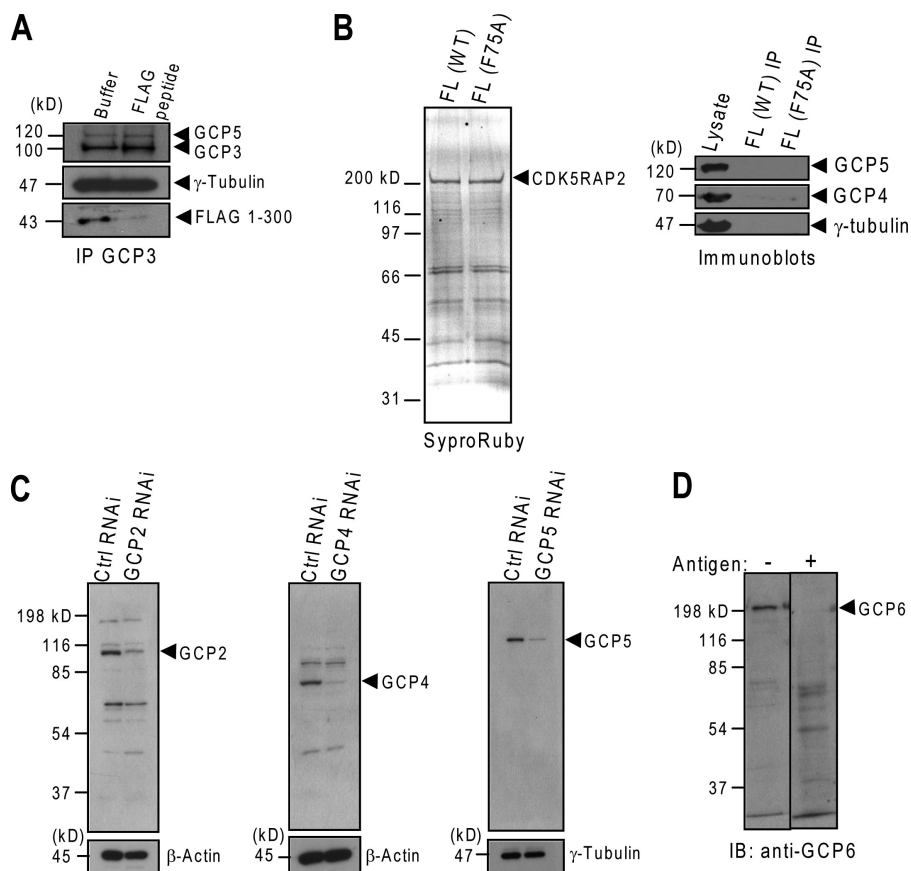 A
(kD)
Buffer
FLAG peptide
120
100
GCP5
GCP3
47
γ-Tubulin
43
FLAG 1-300
IP GCP3
B
FL (WT)
FL (F75A)
200 kD
CDK5RAP2
116
97
66
45
31
SyproRuby
(kD)
Lysate
FL (WT) IP
FL (F75A) IP
120
GCP5
70
GCP4
47
γ-tubulin
Immunoblots
C
Ctrl RNAi
GCP2 RNAi
198 kD
116
GCP2
85
54
37
(kD)
45
β-Actin
Ctrl RNAi
GCP4 RNAi
GCP4
(kD)
45
β-Actin
Ctrl RNAi
GCP5 RNAi
GCP5
(kD)
47
γ-Tubulin
D
Antigen: - +
198 kD
GCP6
116
85
54
37
IB: anti-GCP6